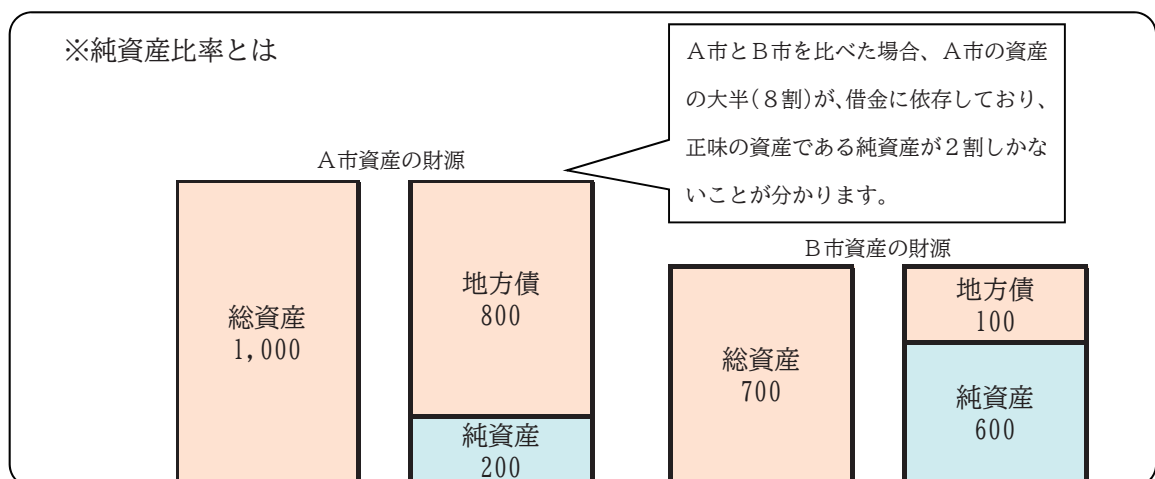 ※純資産比率とは
A市とB市を比べた場合、A市の資産
の大半(8割)が、借金に依存しており、
正味の資産である純資産が2割しかな
いことが分かります。
A市資産の財源
総資産
1,000
地方債
800
純資産
200
B市資産の財源
総資産
700
地方債
100
純資産
600